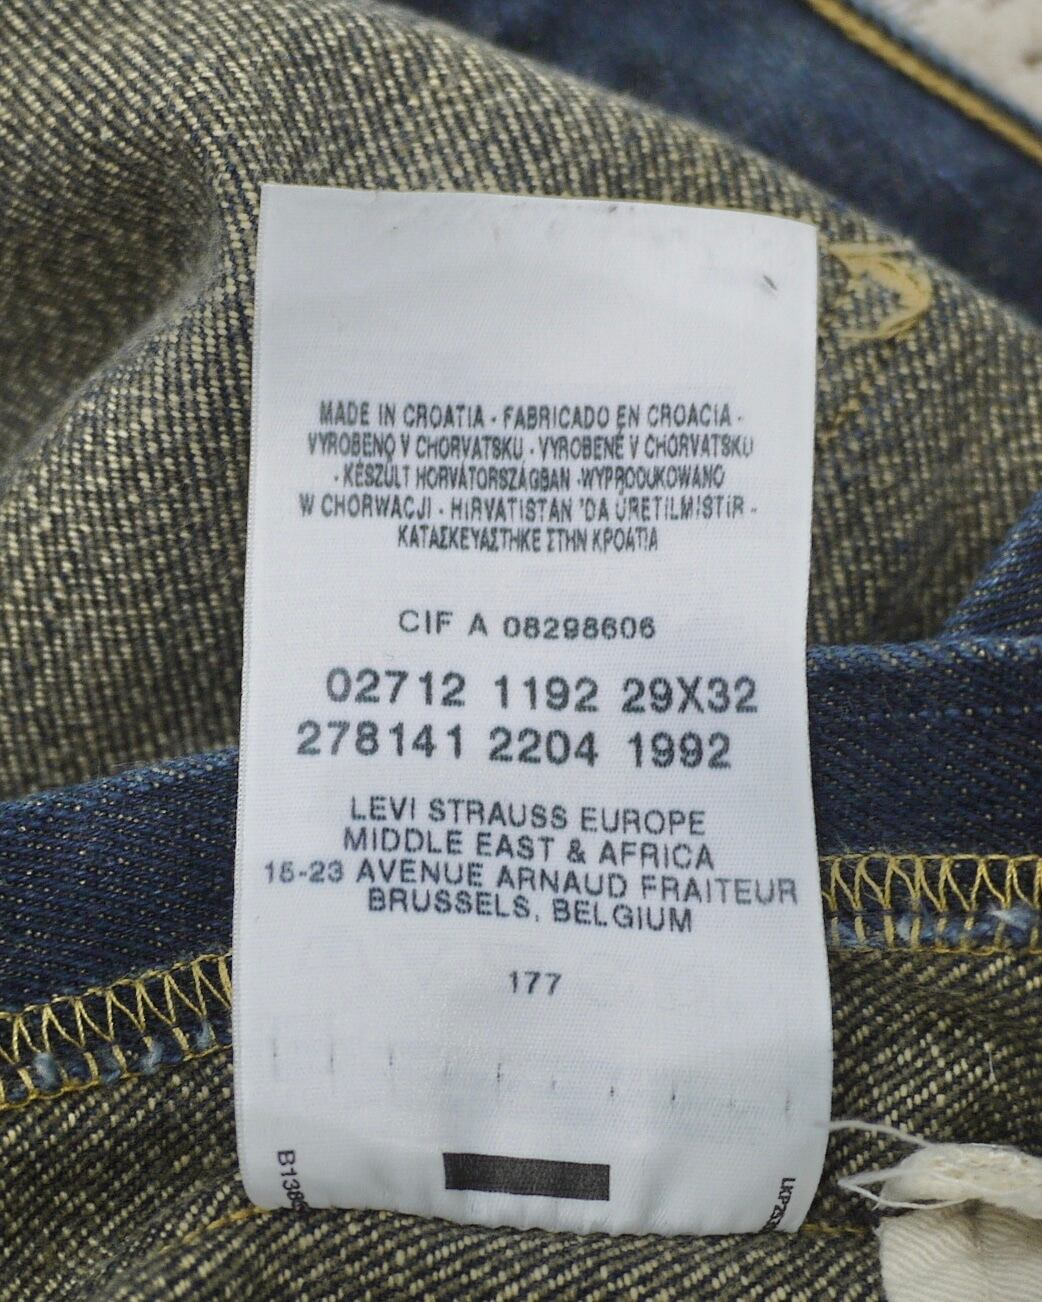 MADE IN CROATIA - FABRICADO EN CROACIA -
VYROBENO V CHORVATSKU - VYROBENÉ V CHORVATSKU
- KÉSZÜLT HORVÁTORSZÁGBAN -WYPRODUKOWANO
W CHORWACJI - HIRVATISTAN 'DA ÜRETILMISTIR -
ΚΑΤΑΣΚΕΥΑΣΤΗΚΕ ΣΤΗΝ ΚΡΟΑΤΙΑ
CIF A 08298606
02712 1192 29X32
278141 2204 1992
LEVI STRAUSS EUROPE
MIDDLE EAST & AFRICA
15-23 AVENUE ARNAUD FRAITEUR
BRUSSELS, BELGIUM
177